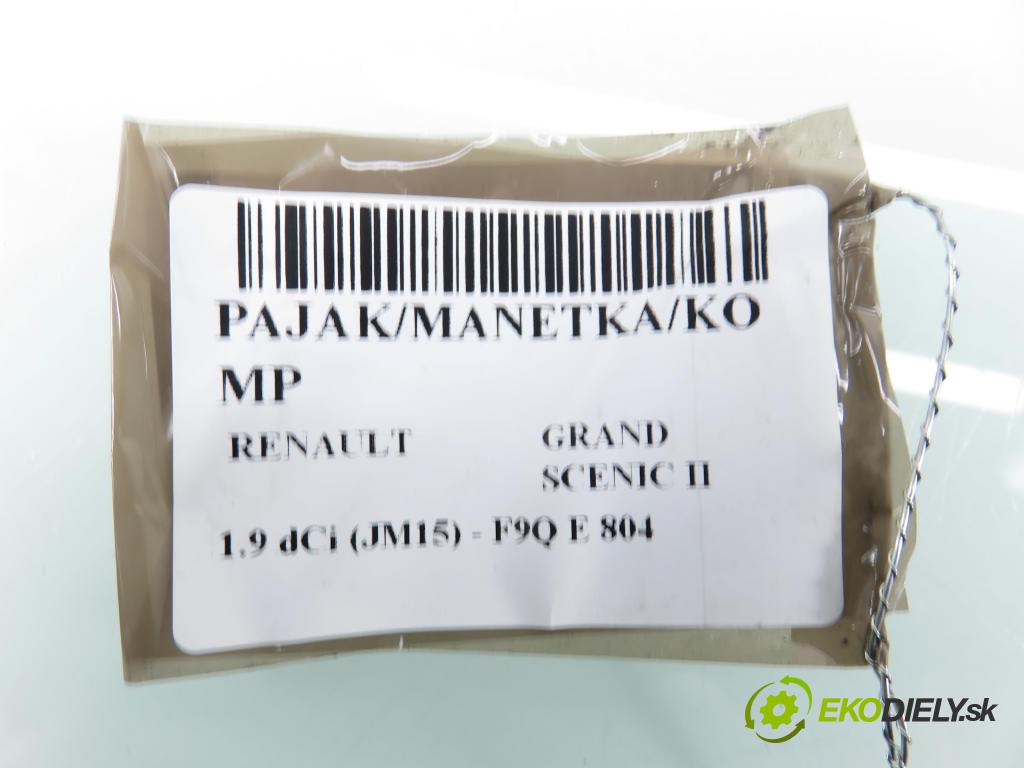 PAJAK/MANETKA/KO
MP
RENAULT GRAND
SCENIC II
1.9 dCi (JM15) - F9Q E 804
EKODIELY.sk